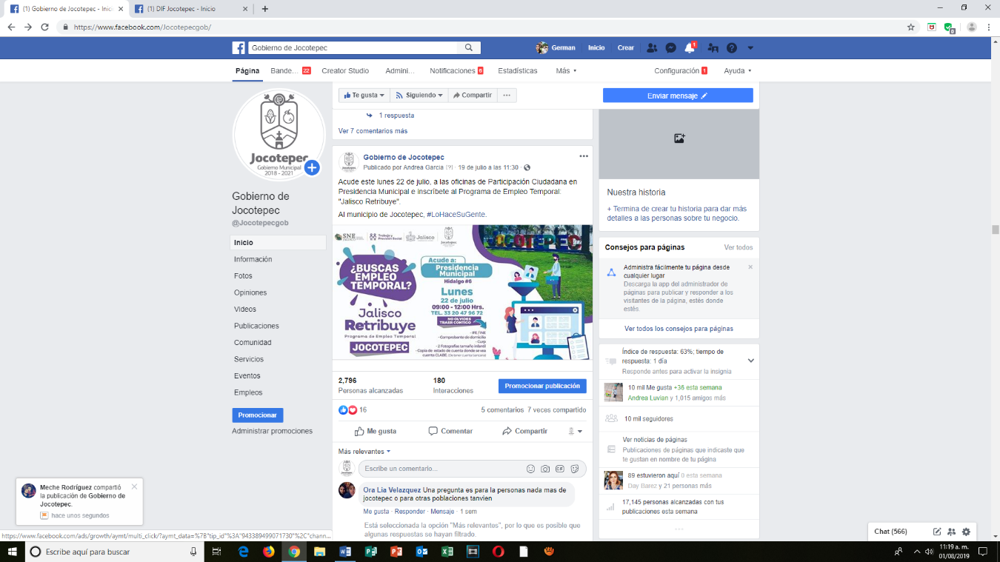 (1) Gobierno de Jocotepec - Inici
(1) DIF Jocotepec - Inicio
https://www.facebook.com/Jocotepecgob/
Gobierno de Jocotepec
German
Inicio
Crear
1
Página
Bande... 22
Creator Studio
Admini...
Notificaciones 6
Estadísticas
Más
Configuración 1
Ayuda
Jocotepec
Gobierno Municipal
2018 - 2021
Gobierno de
Jocotepec
@Jocotepecgob
Inicio
Información
Fotos
Opiniones
Videos
Publicaciones
Comunidad
Servicios
Eventos
Empleos
Promocionar
Administrar promociones
Te gusta
Siguiendo
Compartir
Enviar mensaje
1 respuesta
Ver 7 comentarios más
Gobierno de Jocotepec
Publicado por Andrea Garcia [?] · 19 de julio a las 11:30 ·
Acude este lunes 22 de julio, a las oficinas de Participación Ciudadana en
Presidencia Municipal e inscríbete al Programa de Empleo Temporal:
"Jalisco Retribuye".
Al municipio de Jocotepec, #LoHaceSuGente.
SNE
Trabajo y
Previsión Social
Jalisco
Jocotepec
JOCOTEPEC
¿BUSCAS
EMPLEO
TEMPORAL?
Jalisco
Retribuye
Programa de Empleo Temporal
JOCOTEPEC
Acude a:
Presidencia
Municipal
Hidalgo #6
Lunes
22 de julio
09:00 - 12:00 Hrs.
TEL. 33 20 47 96 72
NO OLVIDES
TRAER CONTIGO
- IFE / INE
- Comprobante de domicilio
- Curp
- 2 Fotografías tamaño infantil
- Copia de estado de cuenta donde se vea
cuenta CLABE.
2,796
Personas alcanzadas
180
Interacciones
Promocionar publicación
16
5 comentarios 7 veces compartido
Me gusta
Comentar
Compartir
Más relevantes
Escribe un comentario...
GIF
Ora Lia Velazquez Una pregunta es para la personas nada mas de
jocotepec o para otras poblaciones tanvien
Me gusta · Responder · Mensaje · 1 sem
Está seleccionada la opción "Más relevantes", por lo que es posible que
algunas respuestas se hayan filtrado.
Nuestra historia
+ Termina de crear tu historia para dar más
detalles a las personas sobre tu negocio.
Consejos para páginas
Ver todos
Administra fácilmente tu página desde
cualquier lugar
Descarga la app del administrador de
páginas para publicar y responder a los
visitantes de la página, estés donde
estés.
Ver todos los consejos para páginas
Índice de respuesta: 63%; tiempo de
respuesta: 1 día
Responde antes para activar la insignia
10 mil Me gusta +36 esta semana
Andrea Luvian y 1,015 amigos más
10 mil seguidores
Ver noticias de páginas
Publicaciones de páginas que indicaste que
te gustan en nombre de tu página
89 estuvieron aquí 0 esta semana
Day Barez y 21 personas más
17,145 personas alcanzadas con tus
publicaciones esta semana
Meche Rodríguez compartió
la publicación de Gobierno de
Jocotepec.
hace unos segundos
https://www.facebook.com/ads/growth/aymt/multi_click/?aymt_data=%7B"tip_id"%3A"943389499071730"%2C"chann...
Chat (566)
Escribe aquí para buscar
11:19 a. m.
01/08/2019